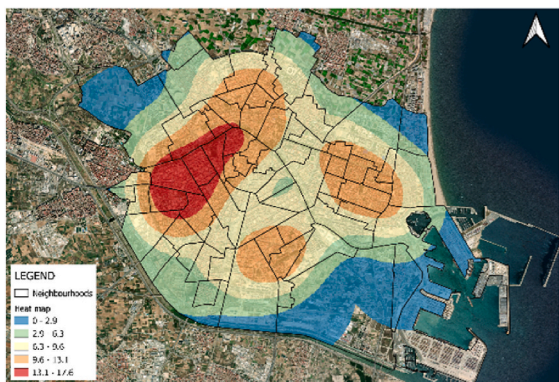 LEGEND
Neighbourhoods
Heat map
0 - 2.9
2.9 - 6.3
6.3 - 9.6
9.6 - 13.1
13.1 - 17.6